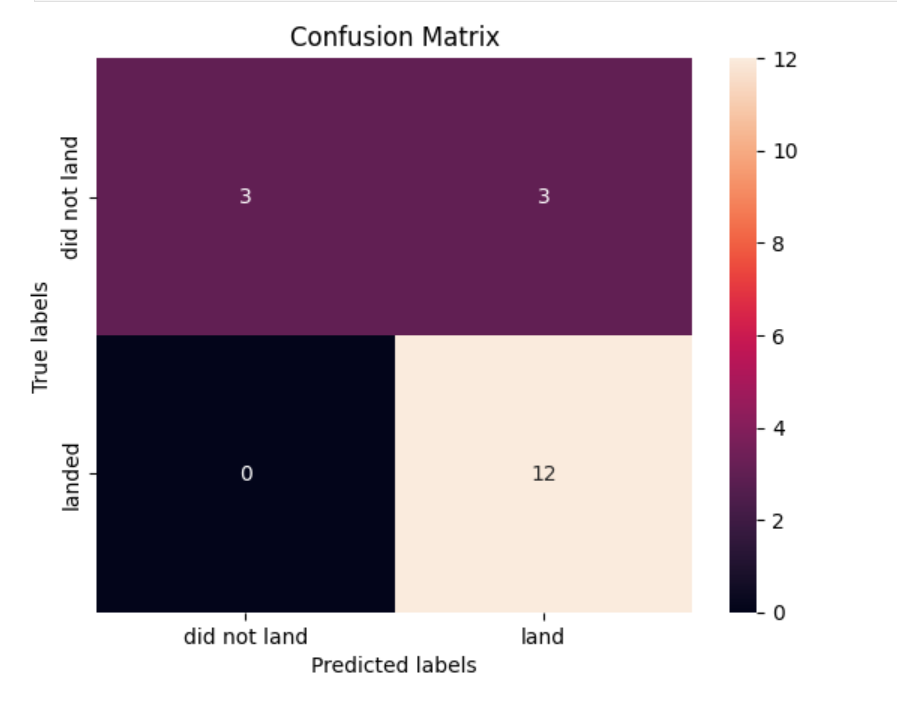 Confusion Matrix
True labels
did not land
landed
3
3
0
12
did not land
land
Predicted labels
12
10
8
6
4
2
0